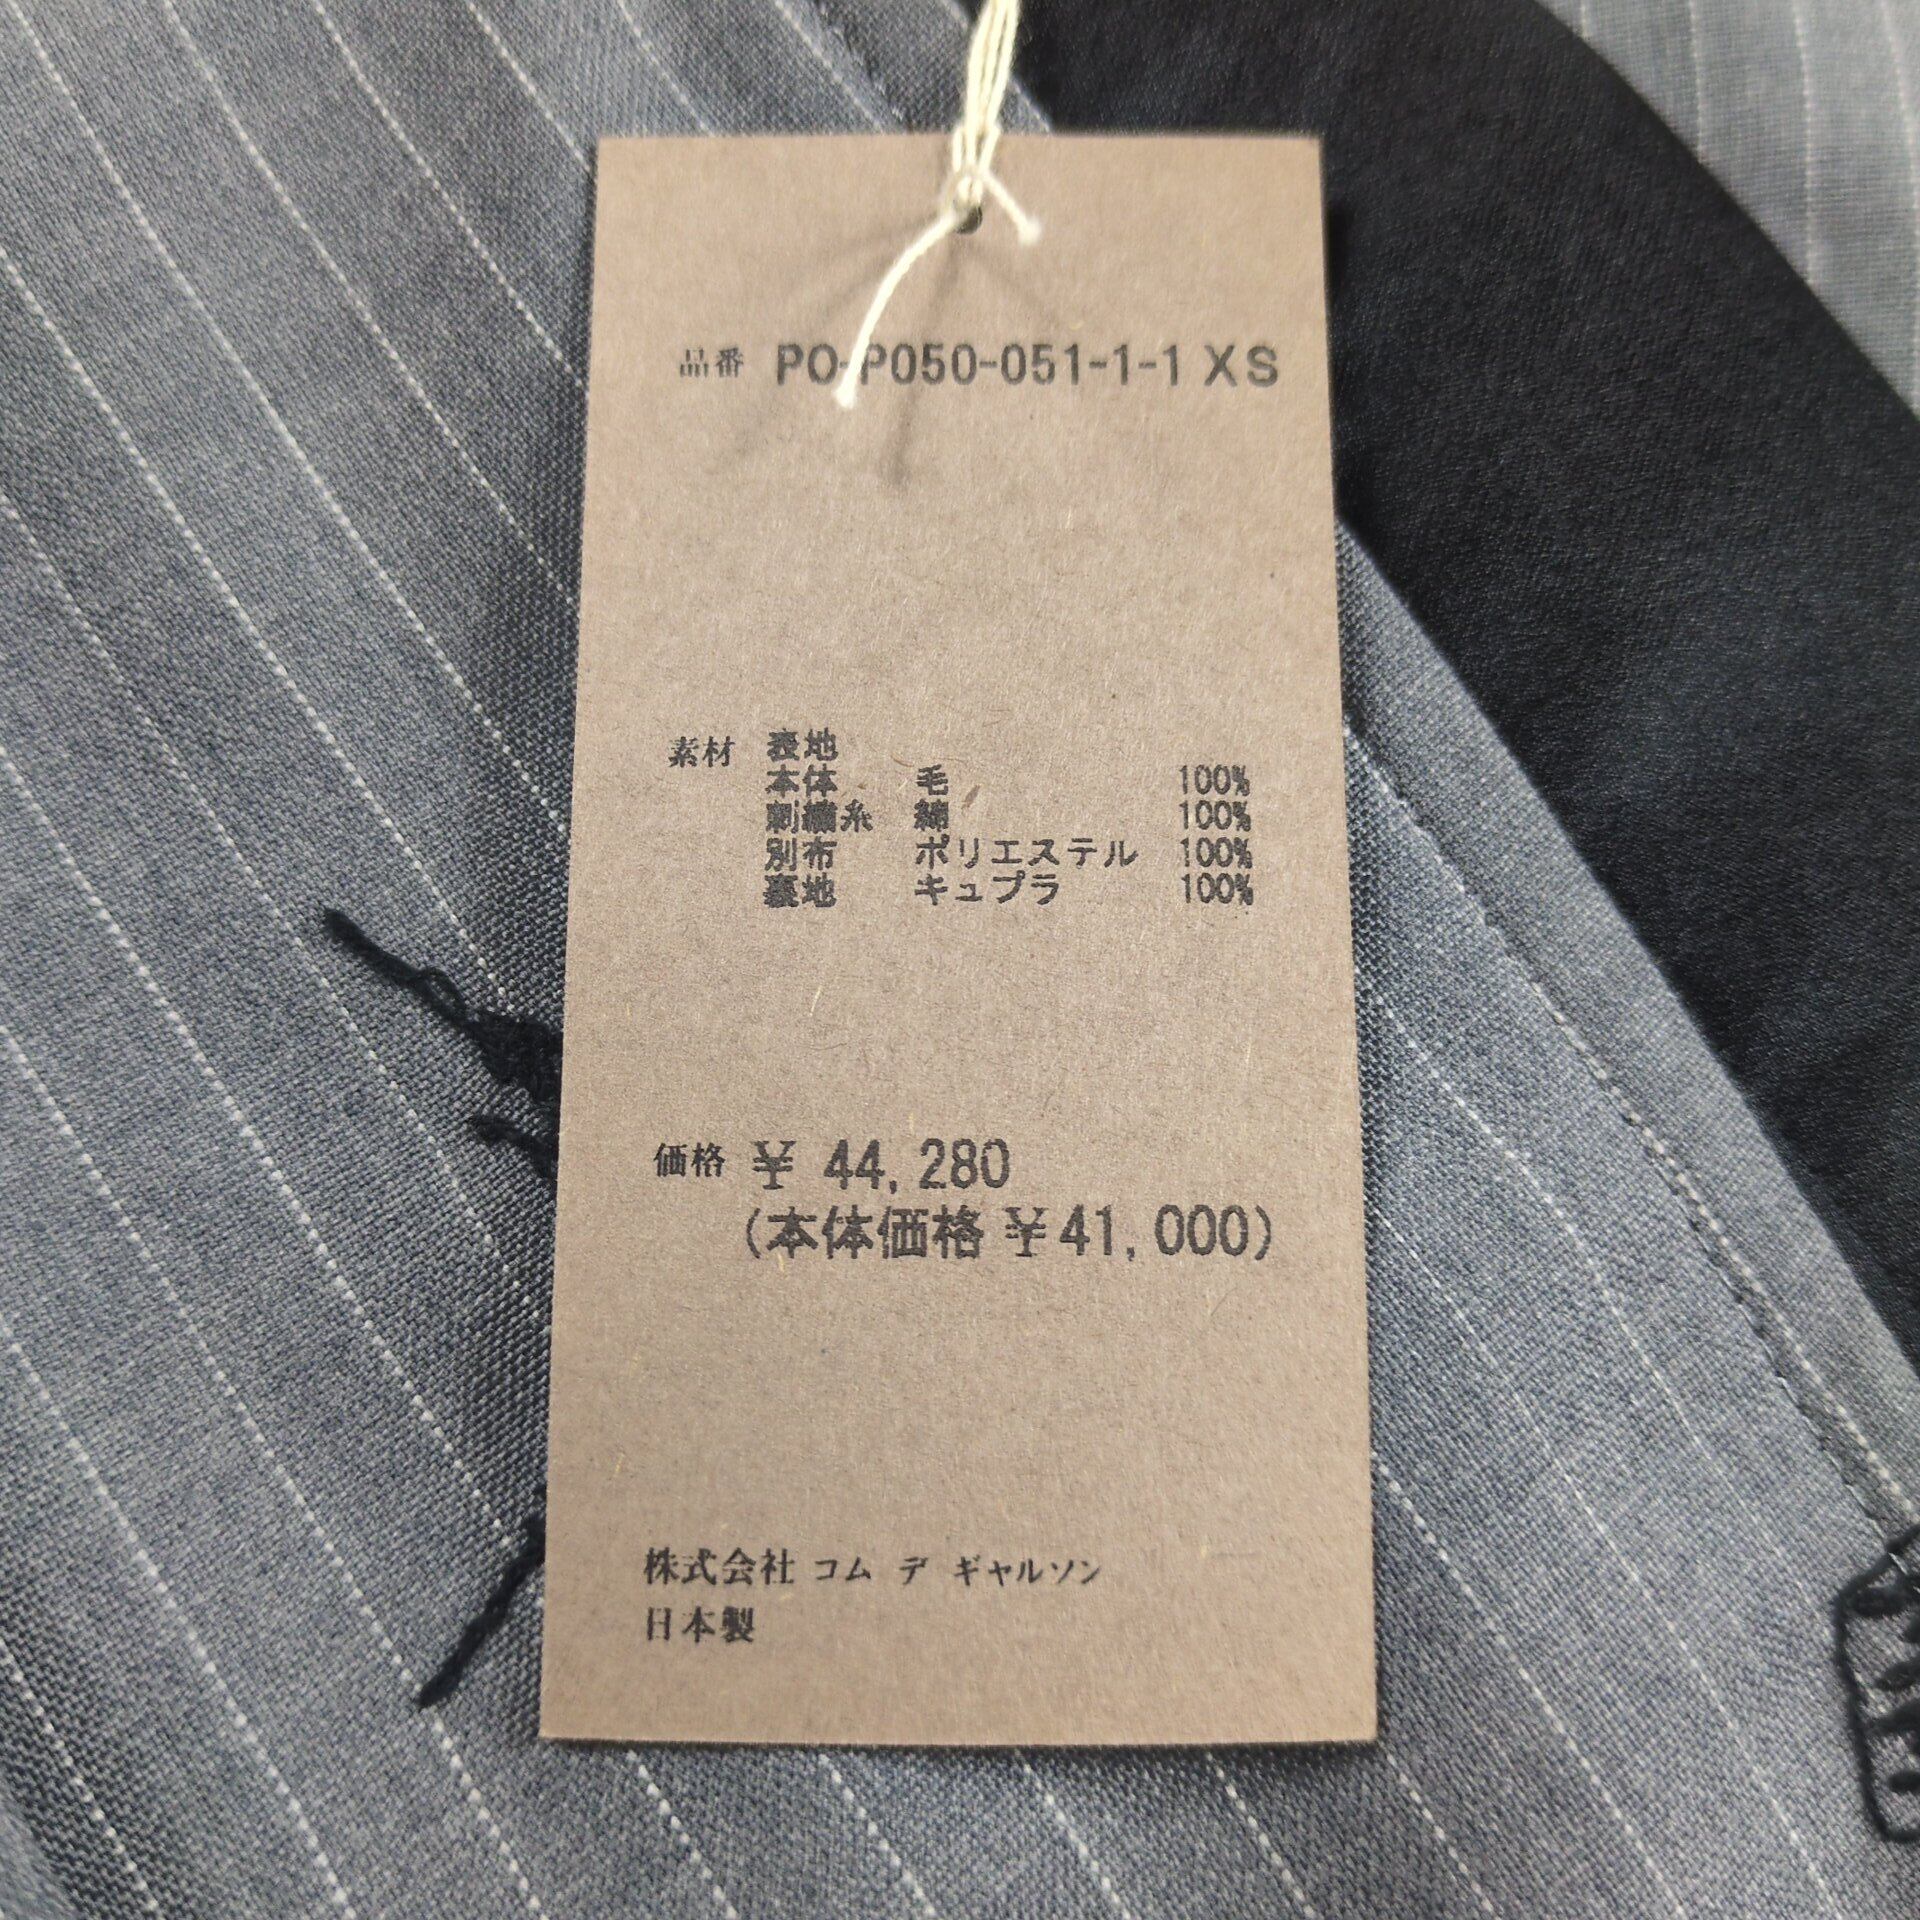 品番 PO-P050-051-1-1 XS
素材 表地
本体 毛 100%
刺繍糸 綿 100%
別布 ポリエステル 100%
裏地 キュプラ 100%
価格 ¥ 44,280
(本体価格 ¥41,000)
株式会社 コム デ ギャルソン
日本製